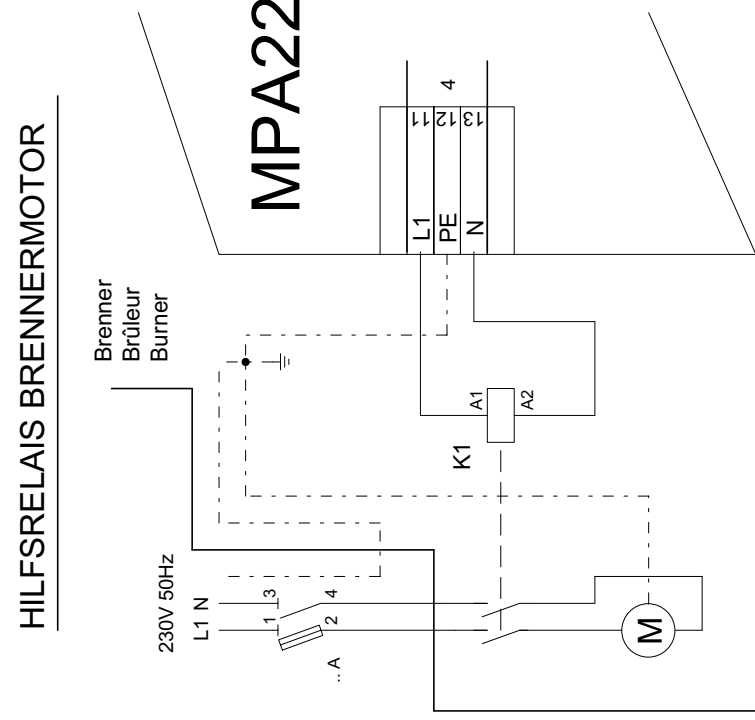 HILFSRELAIS BRENNERMOTOR
Brenner
Brûleur
Burner
230V 50Hz
L1 N
1 3
2 4
.. A
M
K1
A1
A2
MPA22
L1 11
PE 12
N 13
4